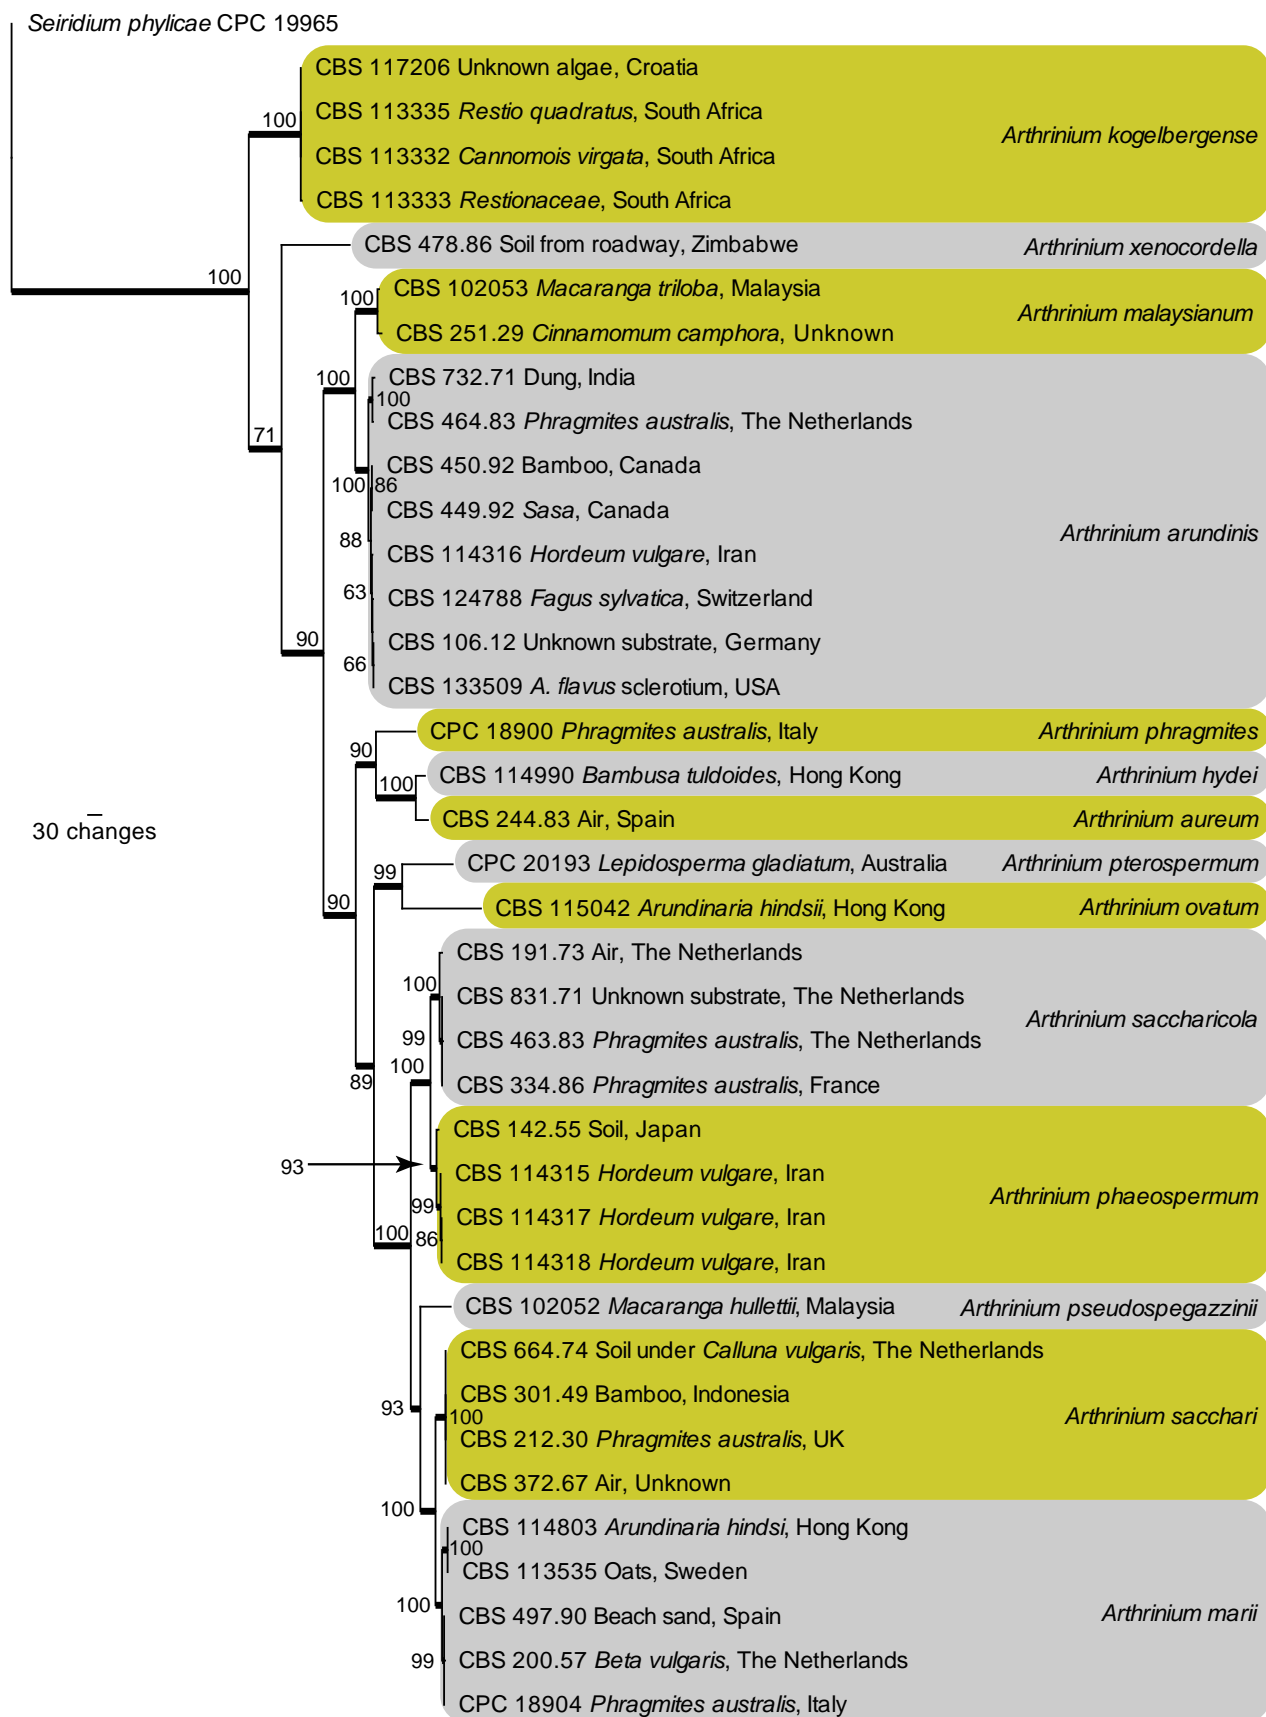 Seiridium phylicae CPC 19965
CBS 117206 Unknown algae, Croatia
100
CBS 113335 Restio quadratus, South Africa
Arthrinium kogelbergense
CBS 113332 Cannomois virgata, South Africa
CBS 113333 Restionaceae, South Africa
CBS 478.86 Soil from roadway, Zimbabwe
Arthrinium xenocordella
100
CBS 102053 Macaranga triloba, Malaysia
100
Arthrinium malaysianum
CBS 251.29 Cinnamomum camphora, Unknown
100
CBS 732.71 Dung, India
100
CBS 464.83 Phragmites australis, The Netherlands
71
CBS 450.92 Bamboo, Canada
100
86
CBS 449.92 Sasa, Canada
Arthrinium arundinis
88
CBS 114316 Hordeum vulgare, Iran
63
CBS 124788 Fagus sylvatica, Switzerland
90
CBS 106.12 Unknown substrate, Germany
66
CBS 133509 A. flavus sclerotium, USA
CPC 18900 Phragmites australis, Italy
Arthrinium phragmites
90
CBS 114990 Bambusa tuldoides, Hong Kong
Arthrinium hydei
100
CBS 244.83 Air, Spain
Arthrinium aureum
30 changes
CPC 20193 Lepidosperma gladiatum, Australia
Arthrinium pterospermum
99
90
CBS 115042 Arundinaria hindsii, Hong Kong
Arthrinium ovatum
CBS 191.73 Air, The Netherlands
100
CBS 831.71 Unknown substrate, The Netherlands
Arthrinium saccharicola
99
CBS 463.83 Phragmites australis, The Netherlands
100
89
CBS 334.86 Phragmites australis, France
CBS 142.55 Soil, Japan
93
CBS 114315 Hordeum vulgare, Iran
Arthrinium phaeospermum
99
CBS 114317 Hordeum vulgare, Iran
100
86
CBS 114318 Hordeum vulgare, Iran
CBS 102052 Macaranga hullettii, Malaysia
Arthrinium pseudospegazzinii
CBS 664.74 Soil under Calluna vulgaris, The Netherlands
CBS 301.49 Bamboo, Indonesia
93
100
Arthrinium sacchari
CBS 212.30 Phragmites australis, UK
CBS 372.67 Air, Unknown
100
CBS 114803 Arundinaria hindsi, Hong Kong
100
CBS 113535 Oats, Sweden
100
CBS 497.90 Beach sand, Spain
Arthrinium marii
99
CBS 200.57 Beta vulgaris, The Netherlands
CPC 18904 Phragmites australis, Italy